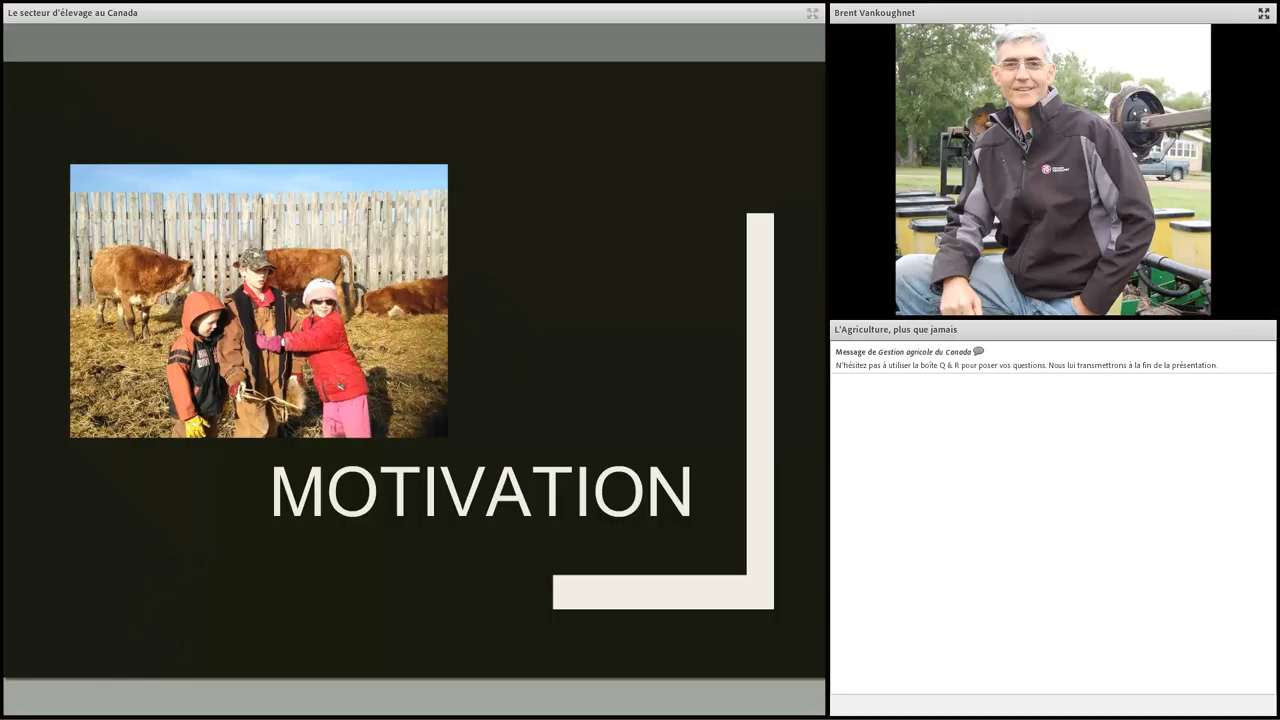 Le secteur d'élevage au Canada
MOTIVATION
Brent Vankoughnet
L'Agriculture, plus que jamais
Message de Gestion agricole du Canada
N'hésitez pas à utiliser la boîte Q & R pour poser vos questions. Nous lui transmettrons à la fin de la présentation.